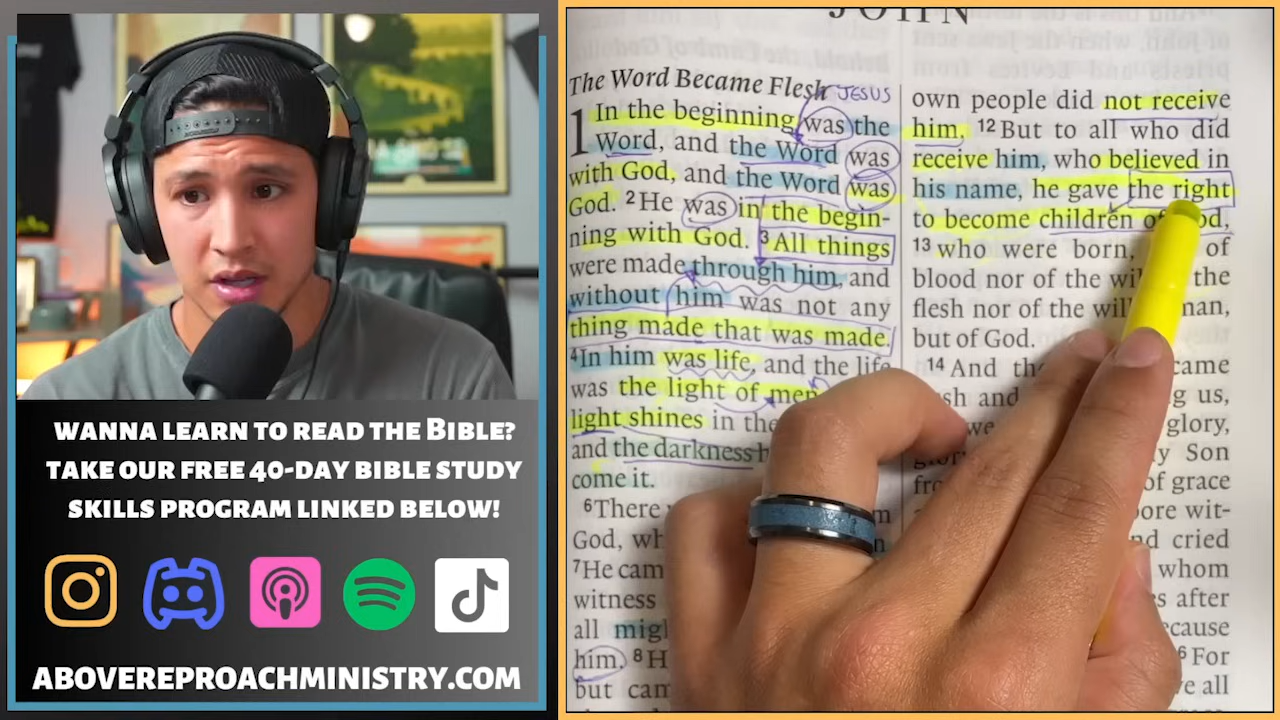 WANNA LEARN TO READ THE BIBLE?
TAKE OUR FREE 40-DAY BIBLE STUDY
SKILLS PROGRAM LINKED BELOW!
ABOVEREPROACHMINISTRY.COM
JOHN
The Word Became Flesh
JESUS
1 In the beginning was the
Word, and the Word was
with God, and the Word was
God. 2 He was in the begin-
ning with God. 3 All things
were made through him, and
without him was not any
thing made that was made.
4 In him was life, and the life
was the light of men
light shines in the
and the darkness
come it.
6 There
God,
7 He cam
witness
all
him. 8
but cam
own people did not receive
him. 12 But to all who did
receive him, who believed in
his name, he gave the right
to become children of
13 who were born, of
blood nor of the the
flesh nor of the
but of God.
14 And came
and us,
we glory,
Son
of grace
cried
whom
after
For
all